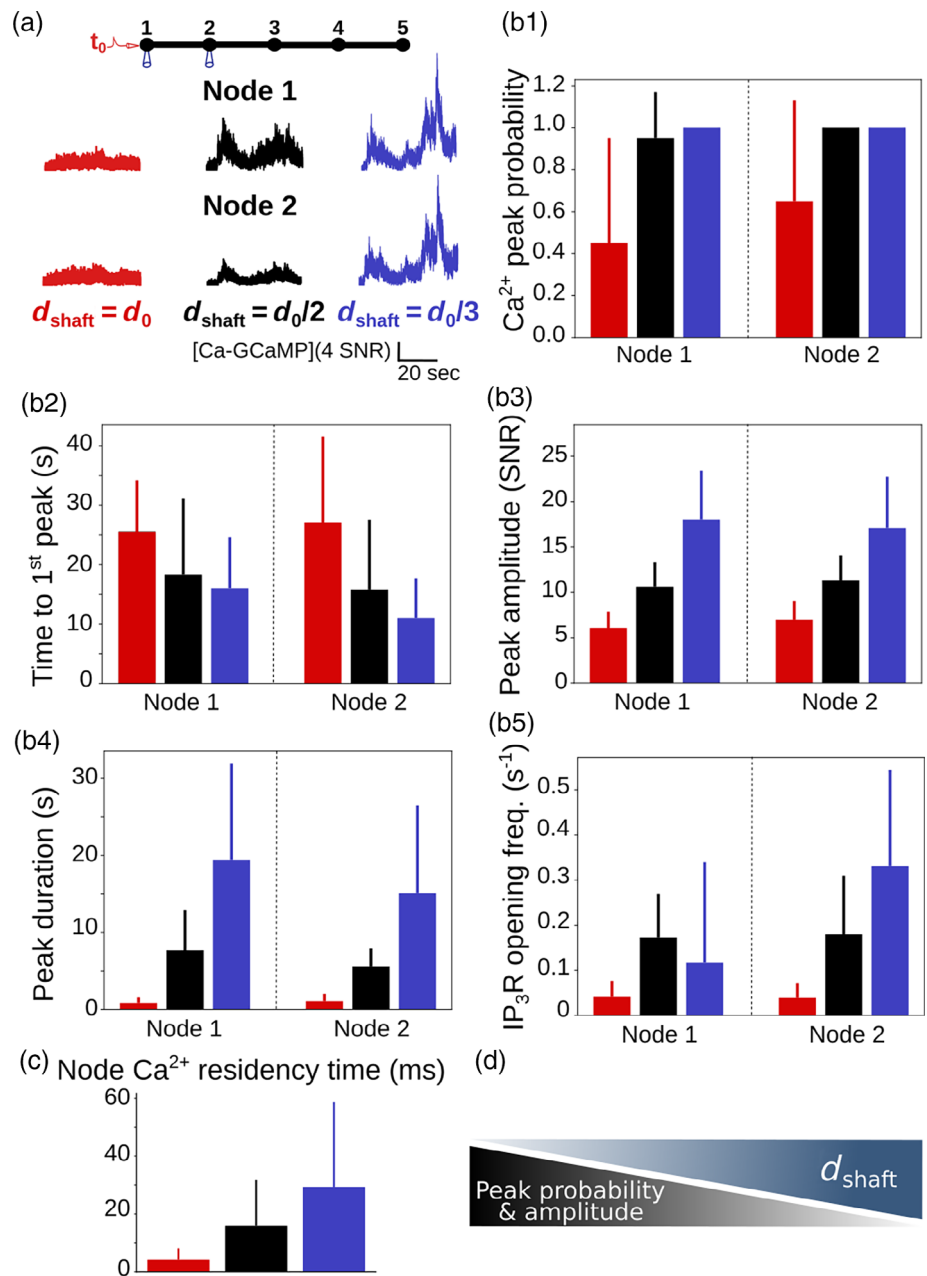 (a)
1 2 3 4 5
t₀
Node 1
Node 2
d_shaft = d₀ d_shaft = d₀/2 d_shaft = d₀/3
[Ca-GCaMP](4 SNR)
20 sec
(b1)
Ca²⁺ peak probability
1.2
1.0
0.8
0.6
0.4
0.2
0.0
Node 1 Node 2
(b2)
Time to 1ˢᵗ peak (s)
40
30
20
10
0
Node 1 Node 2
(b3)
Peak amplitude (SNR)
25
20
15
10
5
0
Node 1 Node 2
(b4)
Peak duration (s)
30
20
10
0
Node 1 Node 2
(b5)
IP₃R opening freq. (s⁻¹)
0.5
0.4
0.3
0.2
0.1
0
Node 1 Node 2
(c)
Node Ca²⁺ residency time (ms)
60
40
20
0
(d)
d_shaft
Peak probability
& amplitude